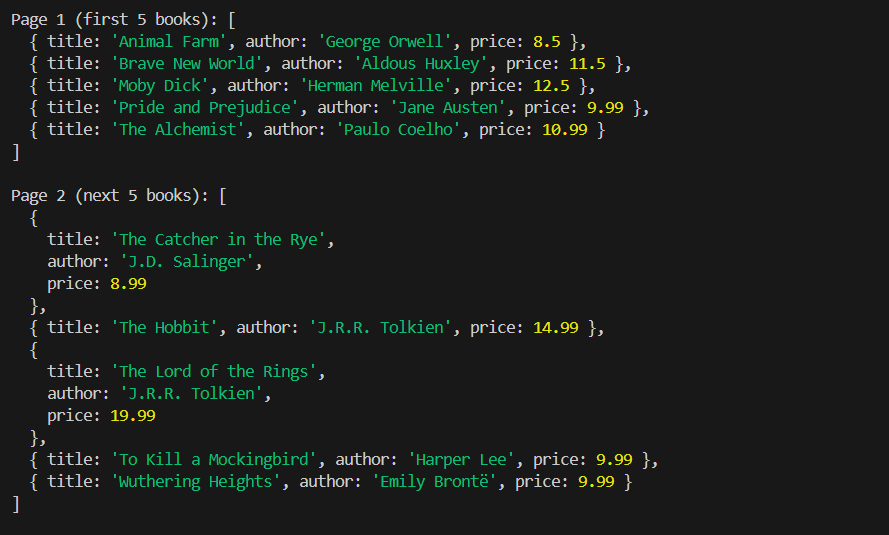 Page 1 (first 5 books): [
  { title: 'Animal Farm', author: 'George Orwell', price: 8.5 },
  { title: 'Brave New World', author: 'Aldous Huxley', price: 11.5 },
  { title: 'Moby Dick', author: 'Herman Melville', price: 12.5 },
  { title: 'Pride and Prejudice', author: 'Jane Austen', price: 9.99 },
  { title: 'The Alchemist', author: 'Paulo Coelho', price: 10.99 }
]

Page 2 (next 5 books): [
  {
    title: 'The Catcher in the Rye',
    author: 'J.D. Salinger',
    price: 8.99
  },
  { title: 'The Hobbit', author: 'J.R.R. Tolkien', price: 14.99 },
  {
    title: 'The Lord of the Rings',
    author: 'J.R.R. Tolkien',
    price: 19.99
  },
  { title: 'To Kill a Mockingbird', author: 'Harper Lee', price: 9.99 },
  { title: 'Wuthering Heights', author: 'Emily Brontë', price: 9.99 }
]